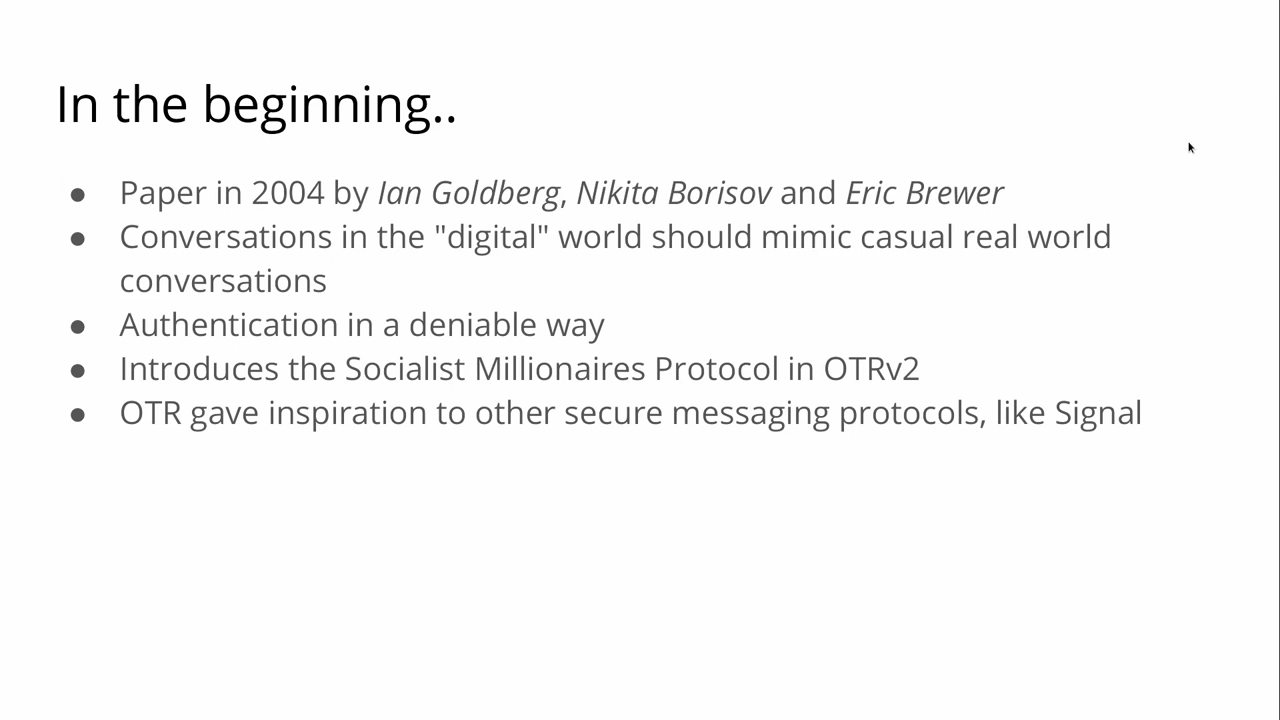 In the beginning..
● Paper in 2004 by Ian Goldberg, Nikita Borisov and Eric Brewer
● Conversations in the "digital" world should mimic casual real world
conversations
● Authentication in a deniable way
● Introduces the Socialist Millionaires Protocol in OTRv2
● OTR gave inspiration to other secure messaging protocols, like Signal